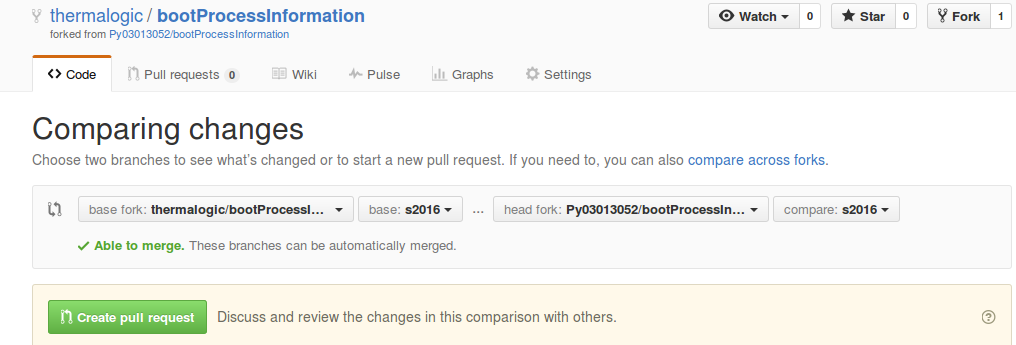 thermalogic / bootProcessInformation
forked from Py03013052/bootProcessInformation
Watch 0 Star 0 Fork 1
Code Pull requests 0 Wiki Pulse Graphs Settings
Comparing changes
Choose two branches to see what's changed or to start a new pull request. If you need to, you can also compare across forks.
base fork: thermalogic/bootProcessI... base: s2016 ... head fork: Py03013052/bootProcessIn... compare: s2016
Able to merge. These branches can be automatically merged.
Create pull request Discuss and review the changes in this comparison with others.